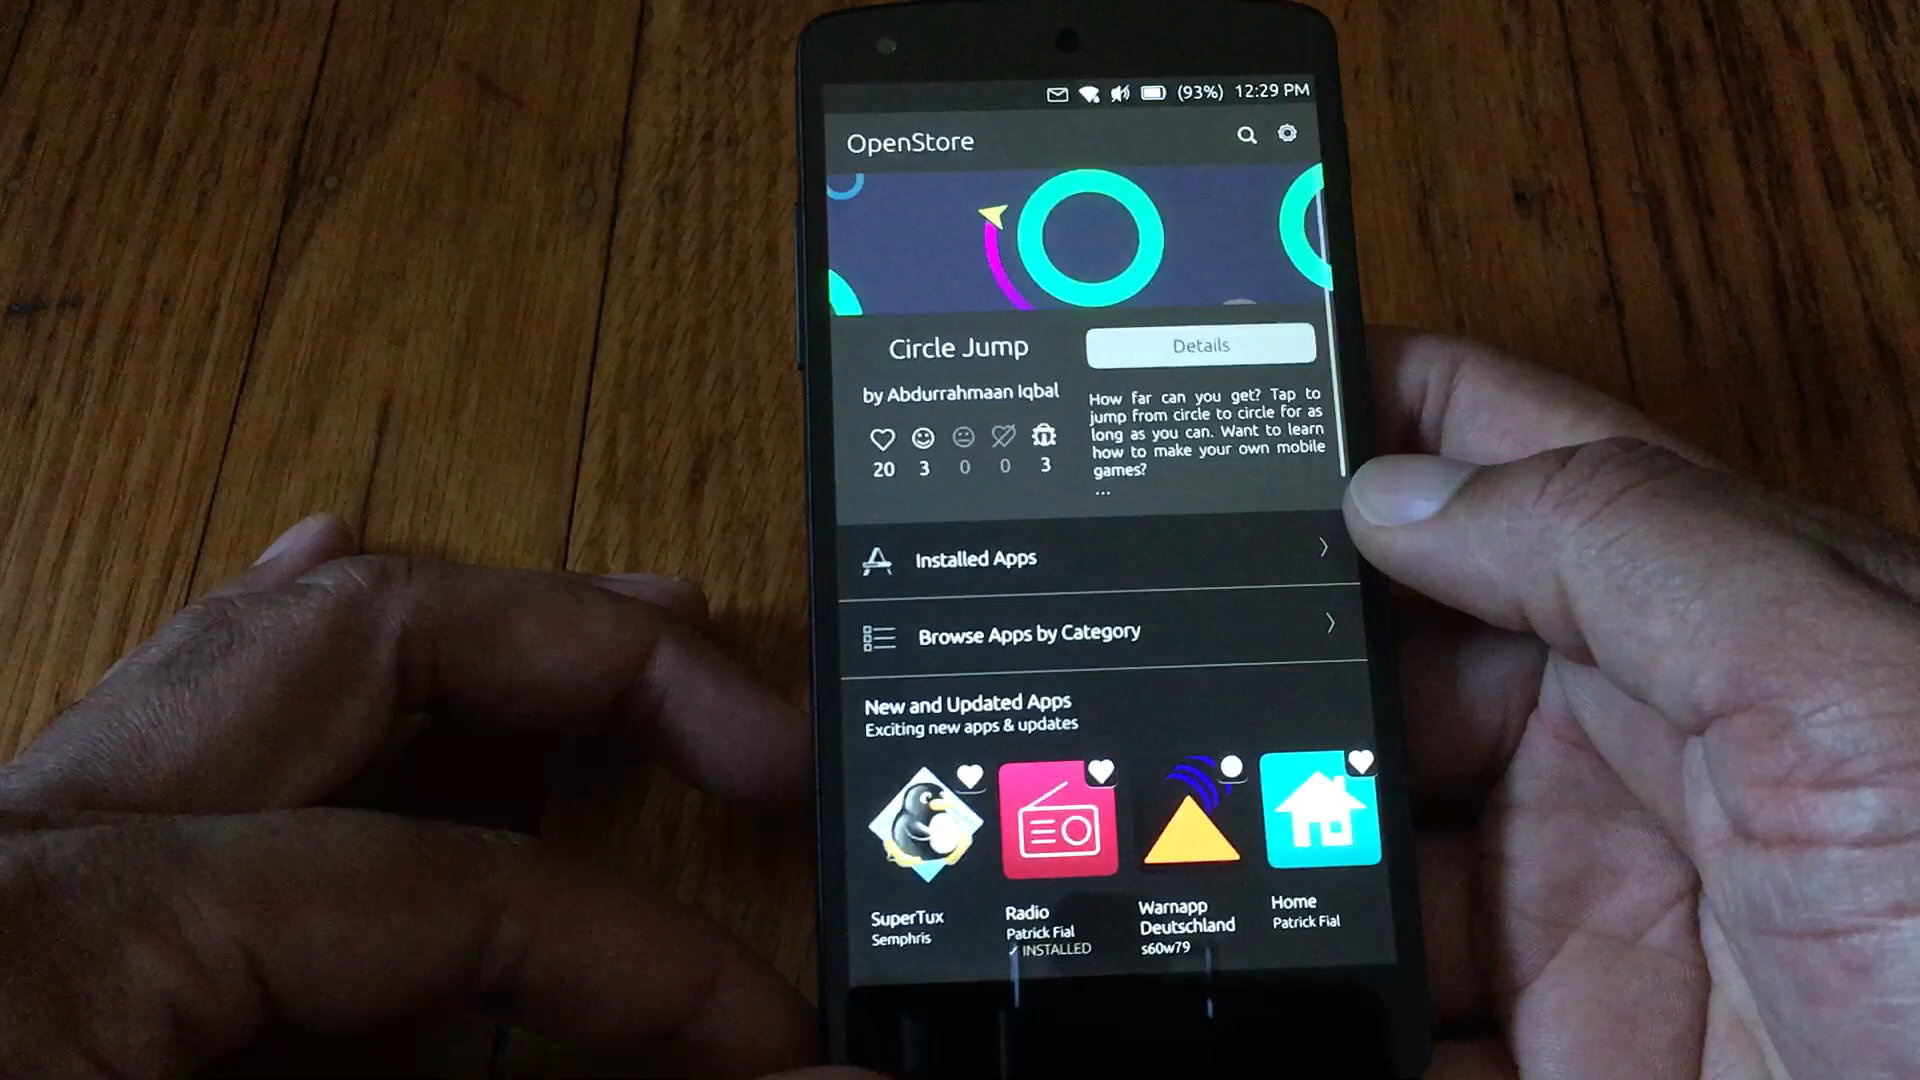 (93%) 12:29 PM
OpenStore
Circle Jump
Details
by Abdurrahmaan Iqbal
20 3 0 0 3
How far can you get? Tap to
jump from circle to circle for as
long as you can. Want to learn
how to make your own mobile
games?
...
Installed Apps
Browse Apps by Category
New and Updated Apps
Exciting new apps & updates
SuperTux
Semphris
Radio
Patrick Fial
✓ INSTALLED
Warnapp
Deutschland
s60w79
Home
Patrick Fial